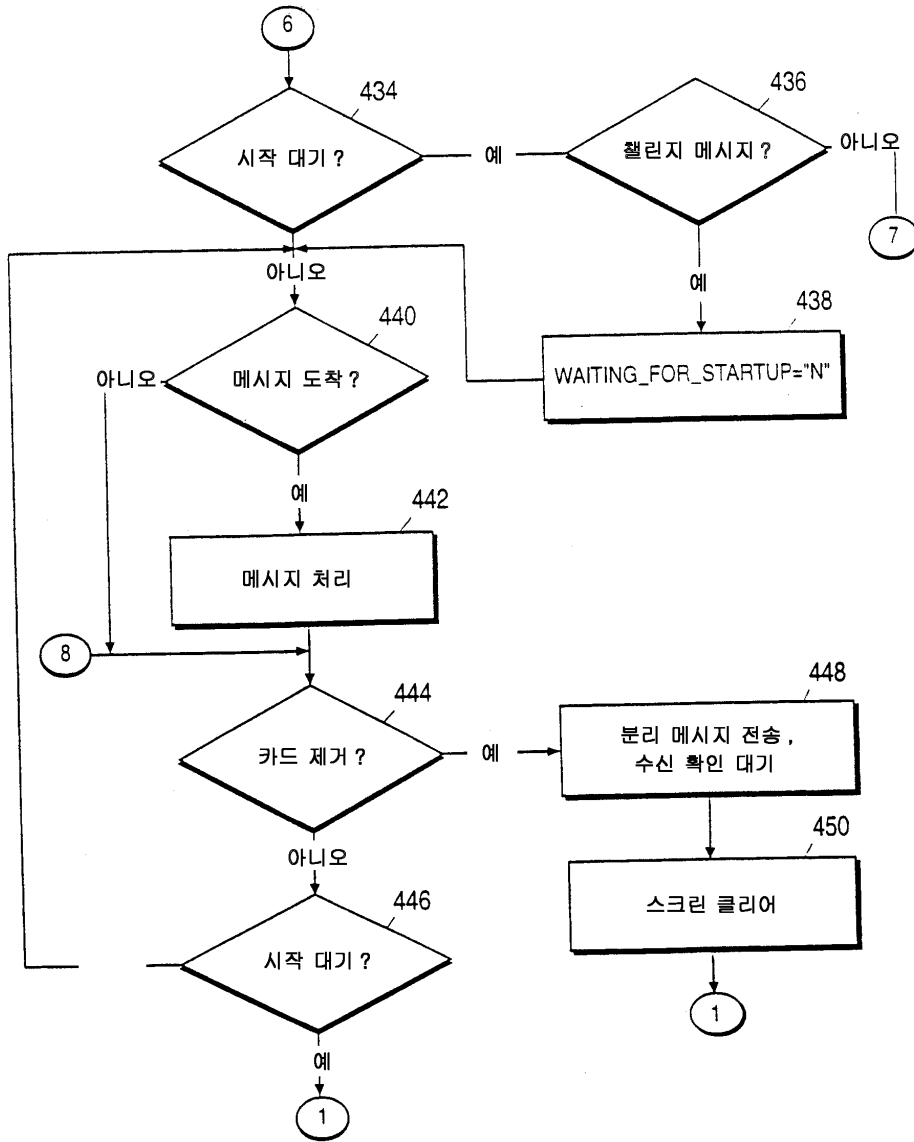 6
434
시작 대기 ?
예
436
챌린지 메시지 ?
아니오
7
아니오
예
438
WAITING_FOR_STARTUP="N"
440
메시지 도착 ?
아니오
예
442
메시지 처리
8
444
카드 제거 ?
예
448
분리 메시지 전송 ,
수신 확인 대기
아니오
450
스크린 클리어
446
시작 대기 ?
1
예
1